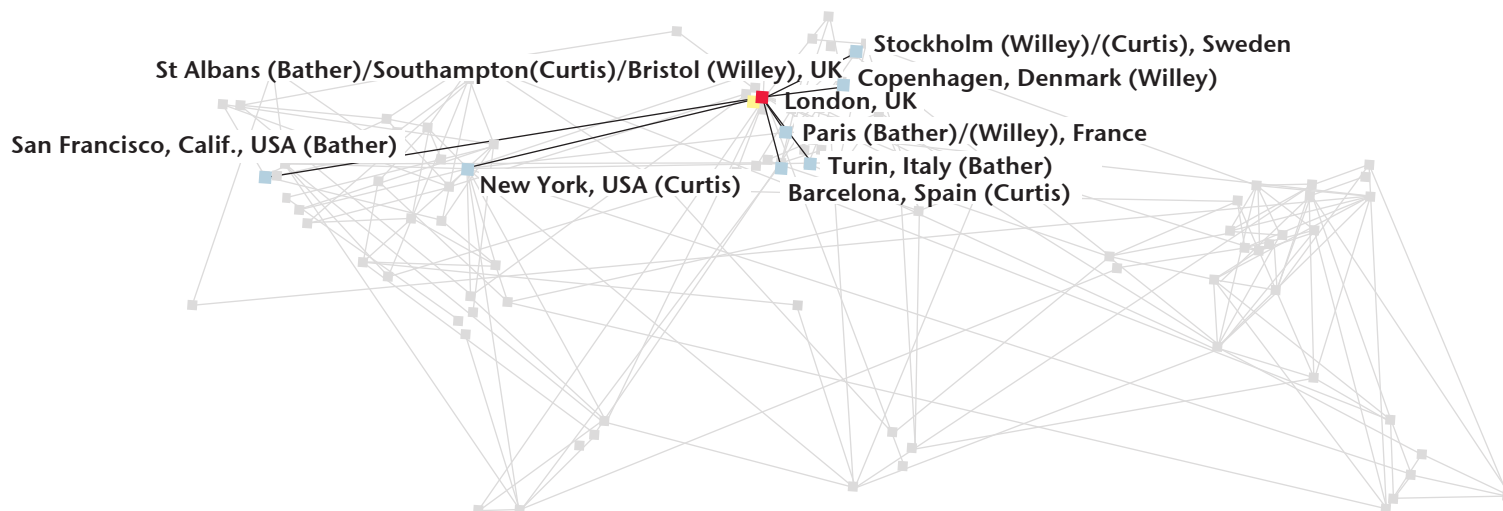 Stockholm (Willey)/(Curtis), Sweden
St Albans (Bather)/Southampton(Curtis)/Bristol (Willey), UK
Copenhagen, Denmark (Willey)
London, UK
Paris (Bather)/(Willey), France
San Francisco, Calif., USA (Bather)
Turin, Italy (Bather)
New York, USA (Curtis)
Barcelona, Spain (Curtis)